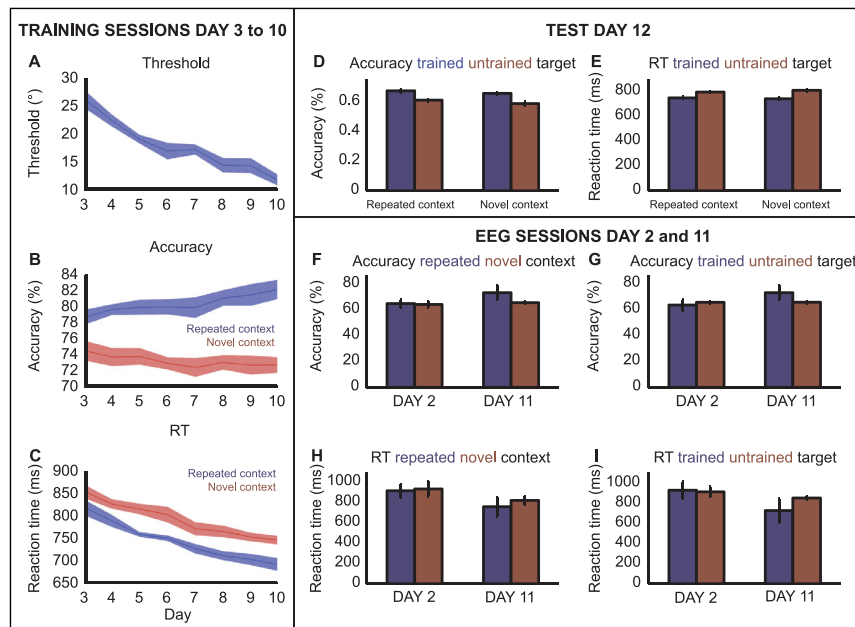 TRAINING SESSIONS DAY 3 to 10
A
Threshold
Threshold (°)
30
25
20
15
10
3 4 5 6 7 8 9 10
B
Accuracy
Accuracy (%)
84
82
80
78
76
74
72
70
Repeated context
Novel context
3 4 5 6 7 8 9 10
C
RT
Reaction time (ms)
900
850
800
750
700
650
Repeated context
Novel context
3 4 5 6 7 8 9 10
Day
TEST DAY 12
D
Accuracy trained untrained target
Accuracy (%)
0.6
0.4
0.2
0
Repeated context Novel context
E
RT trained untrained target
Reaction time (ms)
800
600
400
200
0
Repeated context Novel context
EEG SESSIONS DAY 2 and 11
F
Accuracy repeated novel context
Accuracy (%)
80
60
40
20
0
DAY 2 DAY 11
G
Accuracy trained untrained target
Accuracy (%)
80
60
40
20
0
DAY 2 DAY 11
H
RT repeated novel context
Reaction time (ms)
1000
800
600
400
200
0
DAY 2 DAY 11
I
RT trained untrained target
Reaction time (ms)
1000
800
600
400
200
0
DAY 2 DAY 11